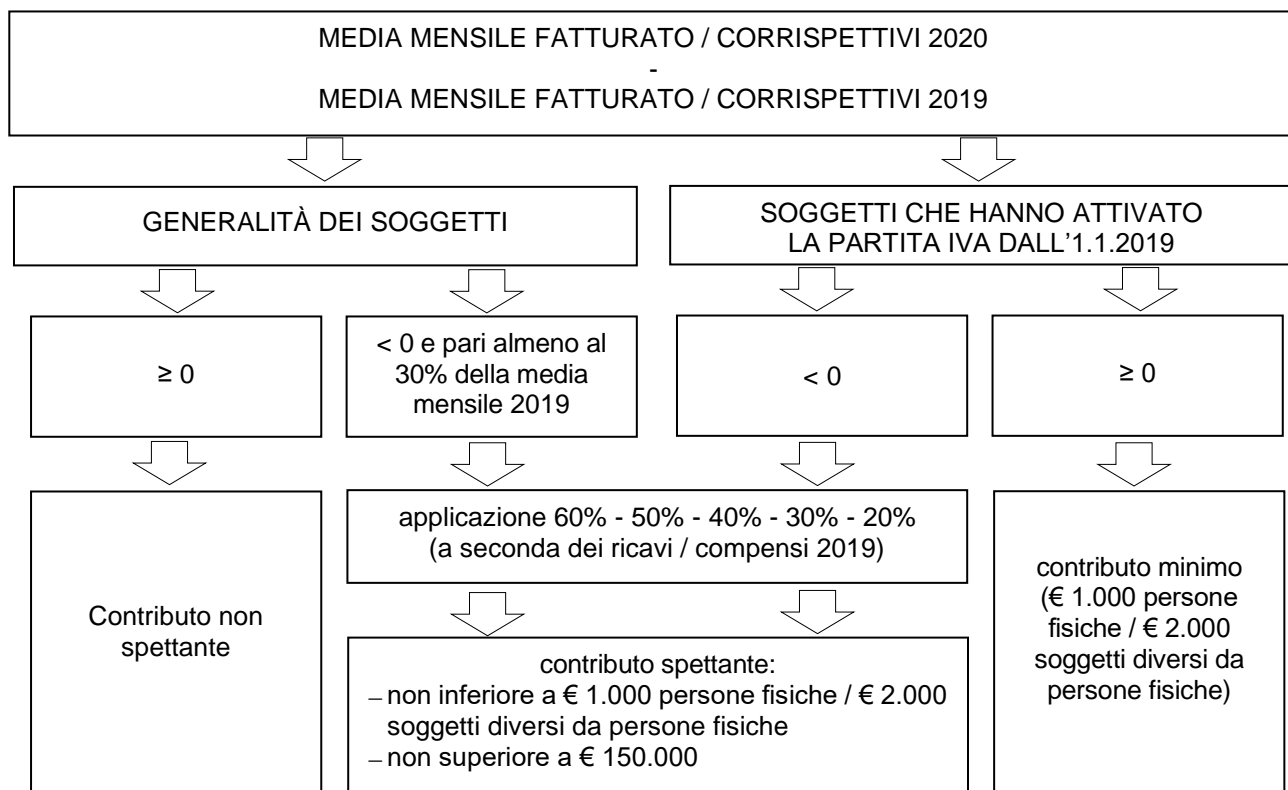 MEDIA MENSILE FATTURATO / CORRISPETTIVI 2020
-
MEDIA MENSILE FATTURATO / CORRISPETTIVI 2019
GENERALITÀ DEI SOGGETTI
SOGGETTI CHE HANNO ATTIVATO
LA PARTITA IVA DALL'1.1.2019
≥ 0
< 0 e pari almeno al
30% della media
mensile 2019
< 0
≥ 0
Contributo non
spettante
applicazione 60% - 50% - 40% - 30% - 20%
(a seconda dei ricavi / compensi 2019)
contributo spettante:
– non inferiore a € 1.000 persone fisiche / € 2.000
soggetti diversi da persone fisiche
– non superiore a € 150.000
contributo minimo
(€ 1.000 persone
fisiche / € 2.000
soggetti diversi da
persone fisiche)